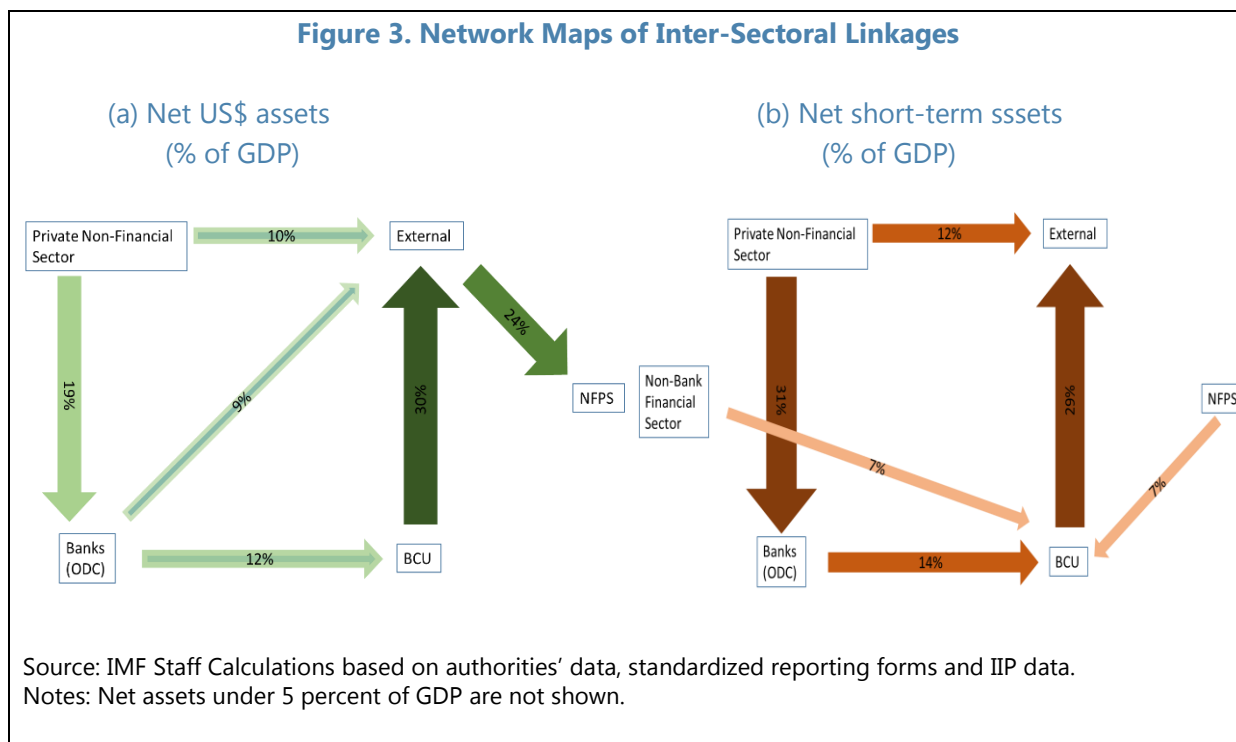 Figure 3. Network Maps of Inter-Sectoral Linkages
(a) Net US$ assets
(% of GDP)
(b) Net short-term sssets
(% of GDP)
Private Non-Financial
Sector
10%
External
19%
9%
30%
24%
NFPS
Banks
(ODC)
12%
BCU
Private Non-Financial
Sector
12%
External
Non-Bank
Financial
Sector
31%
7%
29%
NFPS
7%
Banks
(ODC)
14%
BCU
Source: IMF Staff Calculations based on authorities’ data, standardized reporting forms and IIP data.
Notes: Net assets under 5 percent of GDP are not shown.